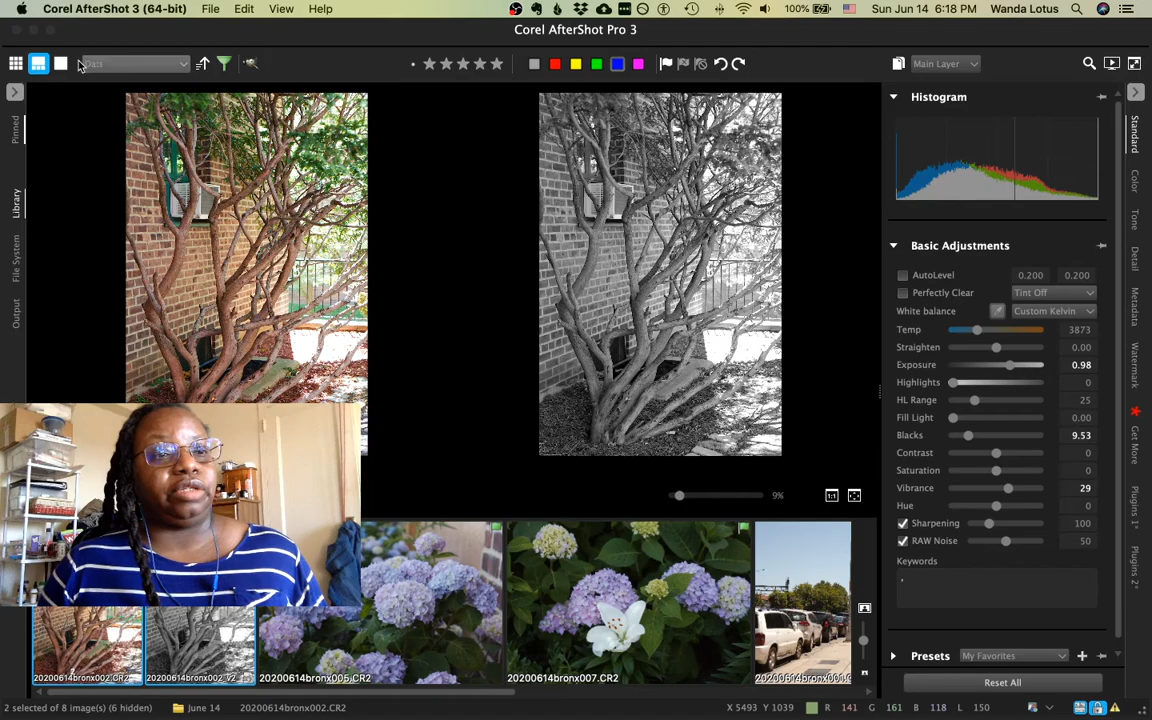 Corel AfterShot 3 (64-bit) File Edit View Help 100% Sun Jun 14 6:18 PM Wanda Lotus
Corel AfterShot Pro 3
Date
Main Layer
Pinned
Library
File System
Output
Histogram
Basic Adjustments
AutoLevel 0.200 0.200
Perfectly Clear Tint Off
White balance Custom Kelvin
Temp 3873
Straighten 0.00
Exposure 0.98
Highlights 0
HL Range 25
Fill Light 0.00
Blacks 9.53
Contrast 0
Saturation 0
Vibrance 29
Hue 0
Sharpening 100
RAW Noise 50
Keywords
,
Presets My Favorites
Reset All
Standard
Color
Tone
Detail
Metadata
Watermark
Get More
Plugins 1*
Plugins 2*
9%
1:1
2
20200614bronx002.CR2
20200614bronx002_V2
20200614bronx005.CR2
20200614bronx007.CR2
2 selected of 8 image(s) (6 hidden) June 14 20200614bronx002.CR2 X 5493 Y 1039 R 141 G 161 B 118 L 150